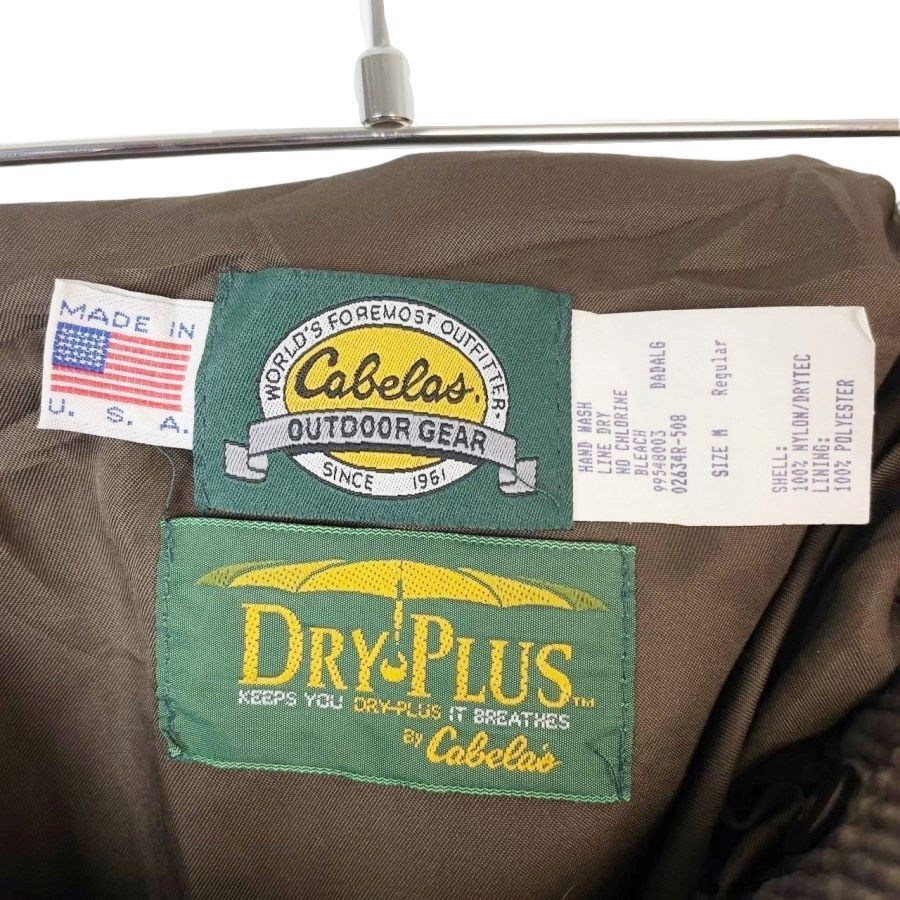 MADE IN
U. S. A.
WORLD'S FOREMOST OUTFITTER
Cabelas.
OUTDOOR GEAR
SINCE 1961
HAND WASH
LINE DRY
NO CHLORINE
BLEACH DADALG
99548003
02634R-508
SIZE M Regular
SHELL:
100% NYLON/DRYTEC
LINING:
100% POLYESTER
DRY-PLUS™
KEEPS YOU DRY-PLUS IT BREATHES
BY Cabela's